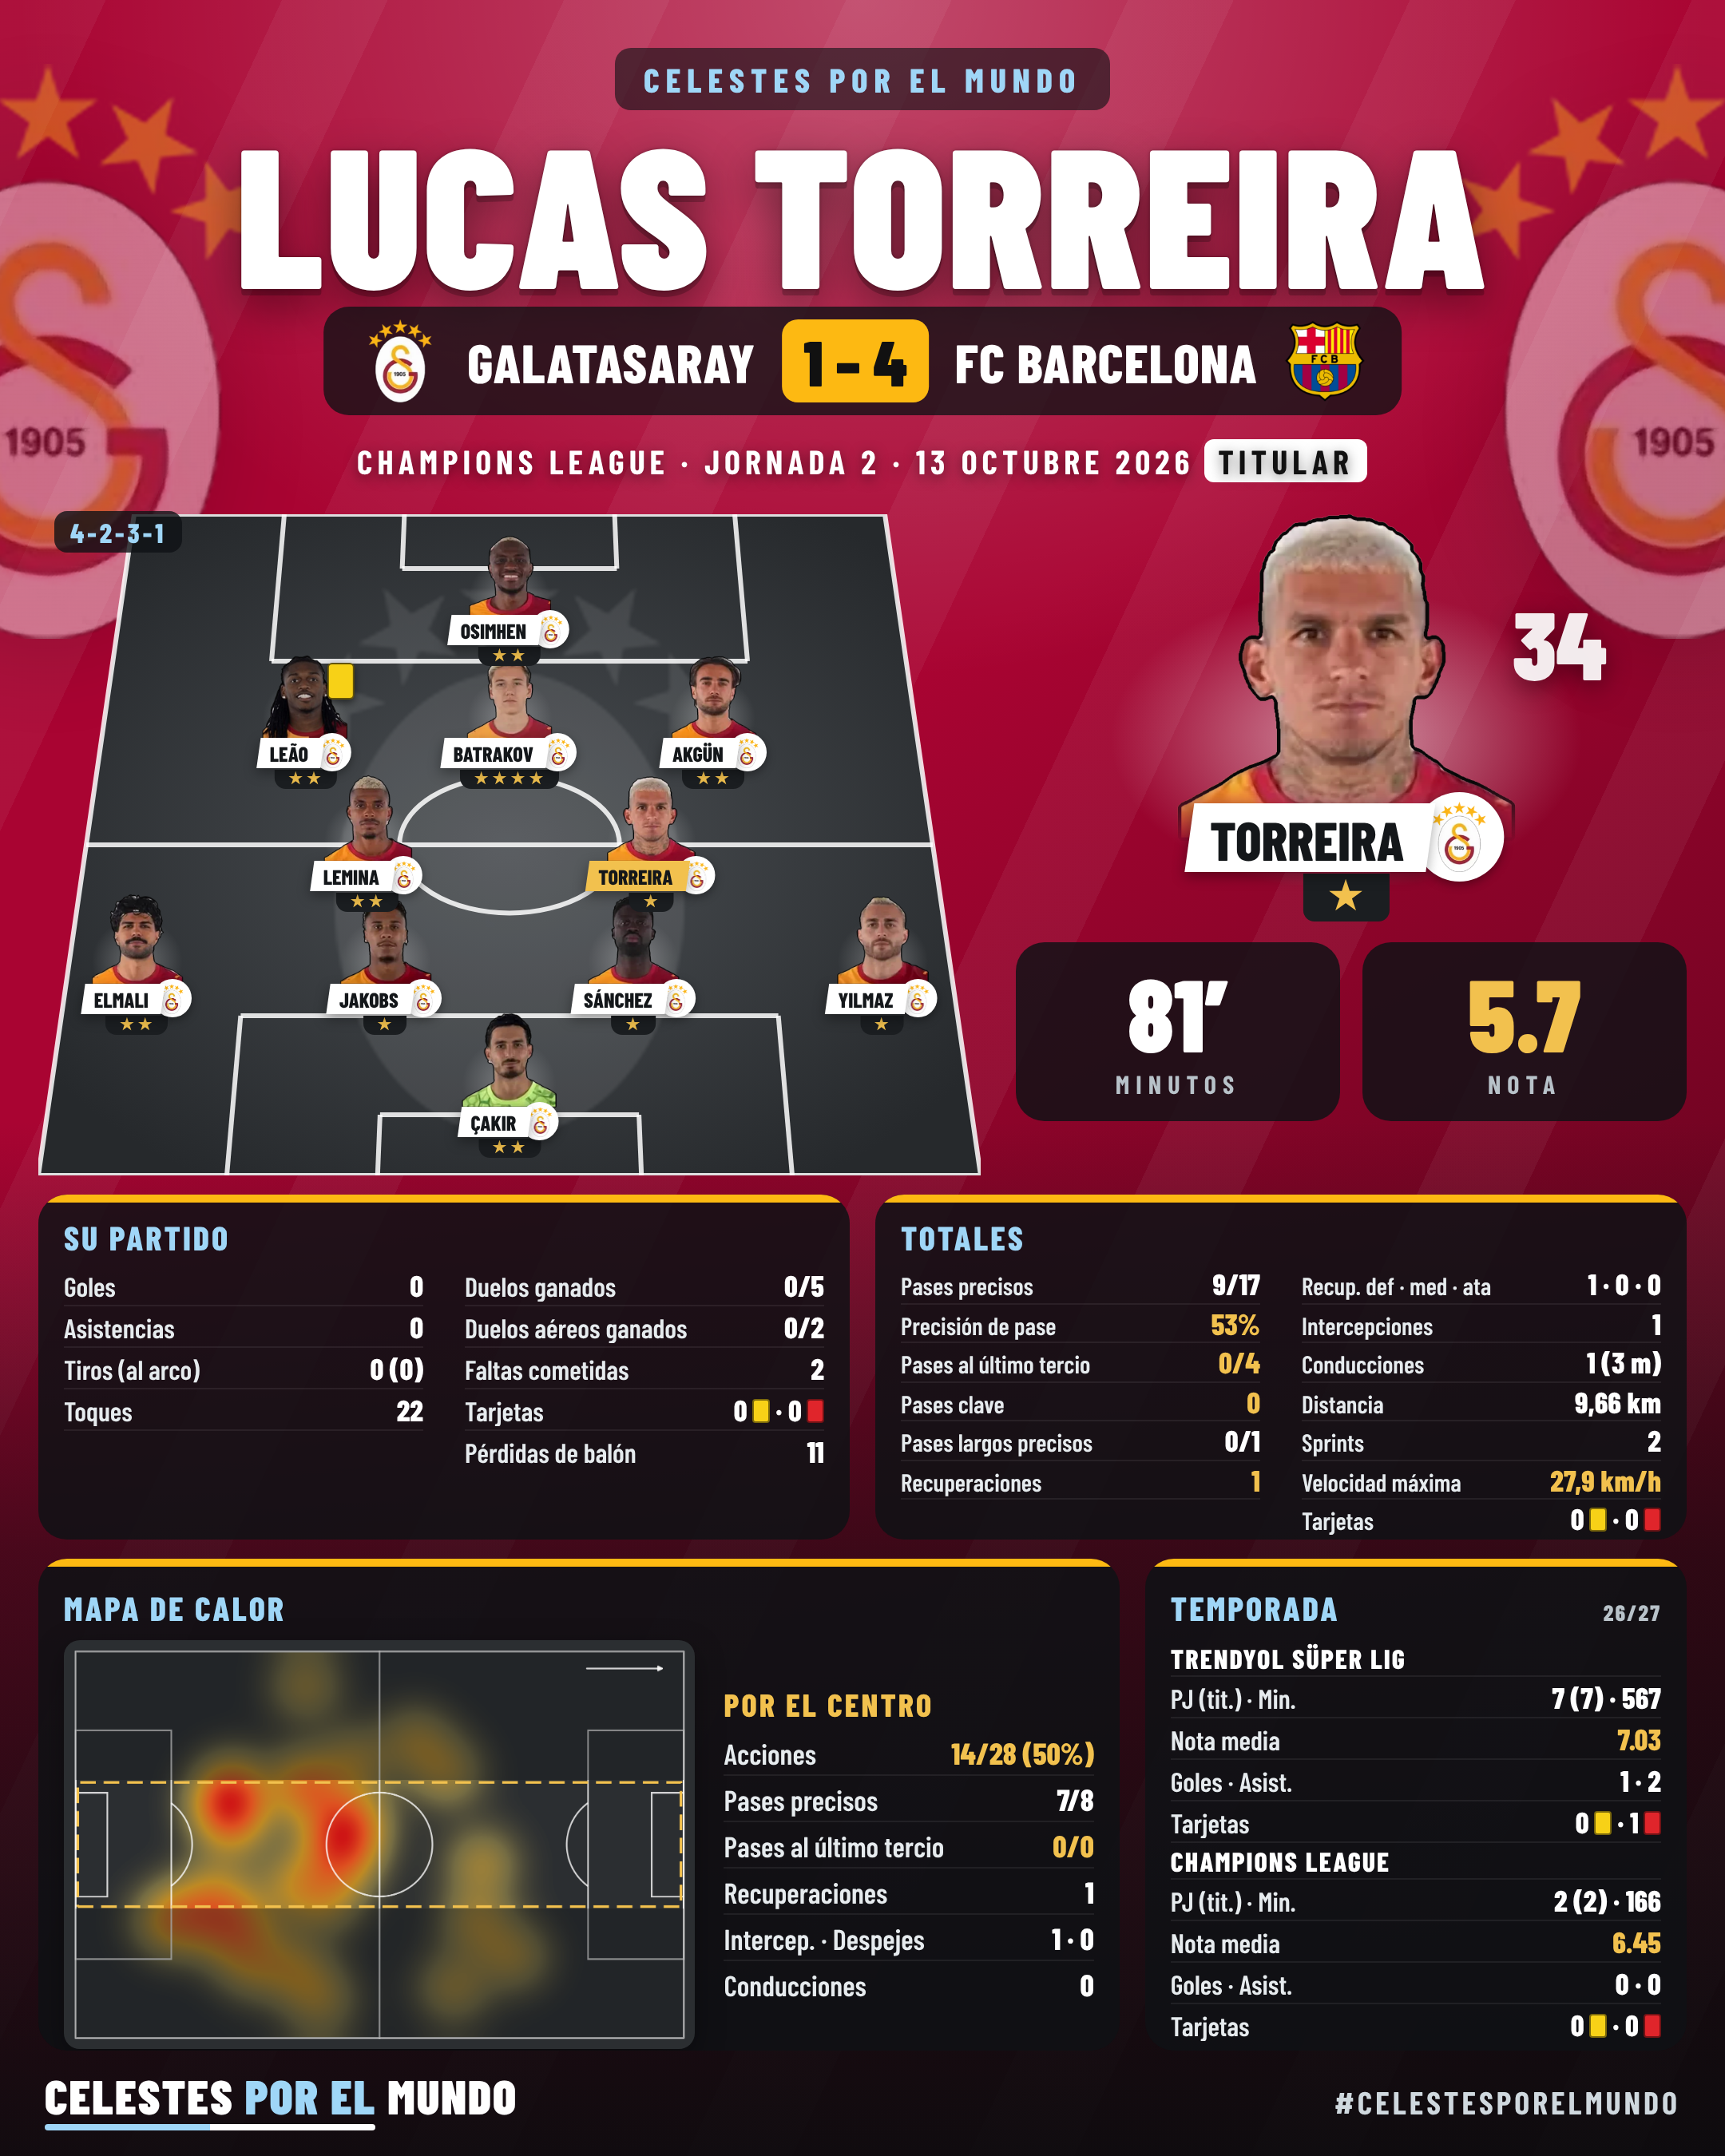 CELESTES POR EL MUNDO
LUCAS TORREIRA
GALATASARAY 1-4 FC BARCELONA
FCB
1905
CHAMPIONS LEAGUE · JORNADA 2 · 13 OCTUBRE 2026 TITULAR
1905
1905
4-2-3-1
OSIMHEN
LEÃO
BATRAKOV
AKGÜN
LEMINA
TORREIRA
ELMALI
JAKOBS
SÁNCHEZ
YILMAZ
ÇAKIR
34
TORREIRA
1905
81’
MINUTOS
5.7
NOTA
SU PARTIDO
Goles 0
Asistencias 0
Tiros (al arco) 0 (0)
Toques 22
Duelos ganados 0/5
Duelos aéreos ganados 0/2
Faltas cometidas 2
Tarjetas 0 · 0
Pérdidas de balón 11
TOTALES
Pases precisos 9/17
Precisión de pase 53%
Pases al último tercio 0/4
Pases clave 0
Pases largos precisos 0/1
Recuperaciones 1
Recup. def · med · ata 1 · 0 · 0
Intercepciones 1
Conducciones 1 (3 m)
Distancia 9,66 km
Sprints 2
Velocidad máxima 27,9 km/h
Tarjetas 0 · 0
MAPA DE CALOR
POR EL CENTRO
Acciones 14/28 (50%)
Pases precisos 7/8
Pases al último tercio 0/0
Recuperaciones 1
Intercep. · Despejes 1 · 0
Conducciones 0
TEMPORADA 26/27
TRENDYOL SÜPER LIG
PJ (tit.) · Min. 7 (7) · 567
Nota media 7.03
Goles · Asist. 1 · 2
Tarjetas 0 · 1
CHAMPIONS LEAGUE
PJ (tit.) · Min. 2 (2) · 166
Nota media 6.45
Goles · Asist. 0 · 0
Tarjetas 0 · 0
CELESTES POR EL MUNDO
#CELESTESPORELMUNDO